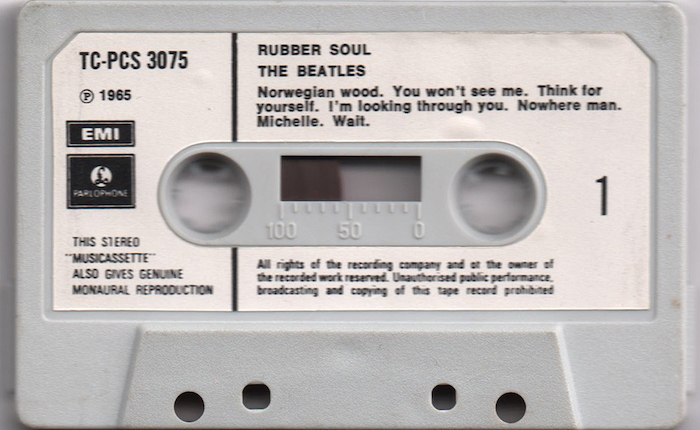 TC-PCS 3075
℗ 1965
EMI
PARLOPHONE
THIS STEREO
"MUSICASSETTE"
ALSO GIVES GENUINE
MONAURAL REPRODUCTION
RUBBER SOUL
THE BEATLES
Norwegian wood. You won't see me. Think for
yourself. I'm looking through you. Nowhere man.
Michelle. Wait.
100 50 0
1
All rights of the recording company and of the owner of
the recorded work reserved. Unauthorised public performance,
broadcasting and copying of this tape record prohibited